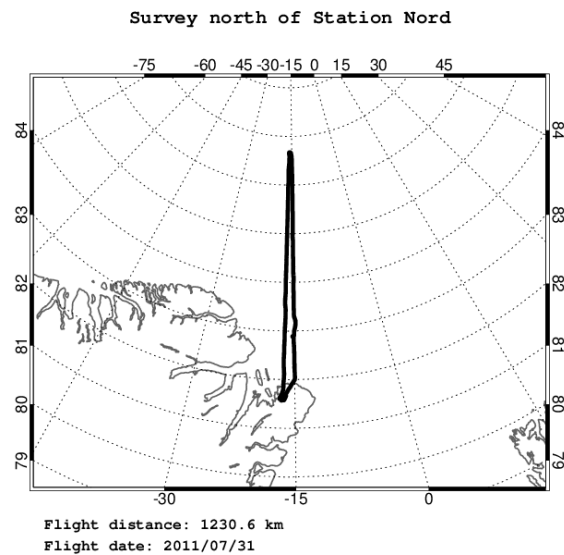 Survey north of Station Nord
-75 -60 -45 -30 -15 0 15 30 45
84 84
83 83
82 82
81 81
80 80
79 79
-30 -15 0
Flight distance: 1230.6 km
Flight date: 2011/07/31